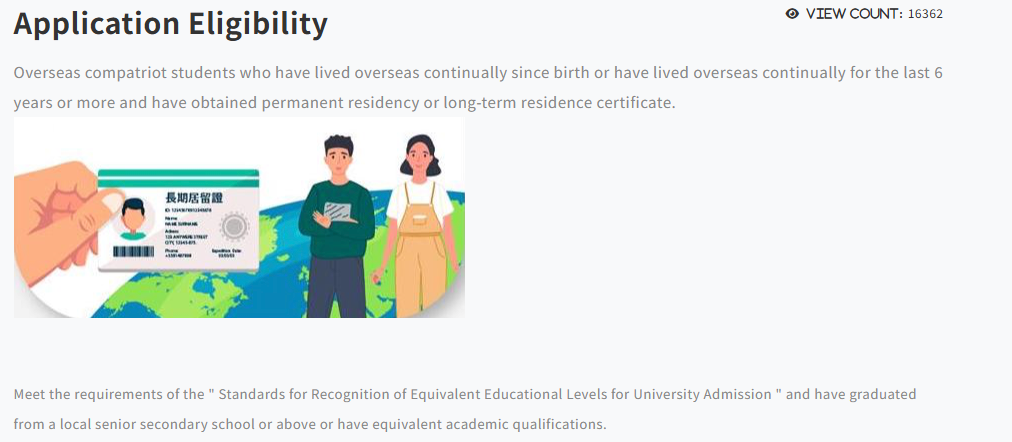 Application Eligibility
VIEW COUNT: 16362
Overseas compatriot students who have lived overseas continually since birth or have lived overseas continually for the last 6
years or more and have obtained permanent residency or long-term residence certificate.
長期居留證
Name
Phone
Meet the requirements of the " Standards for Recognition of Equivalent Educational Levels for University Admission " and have graduated
from a local senior secondary school or above or have equivalent academic qualifications.